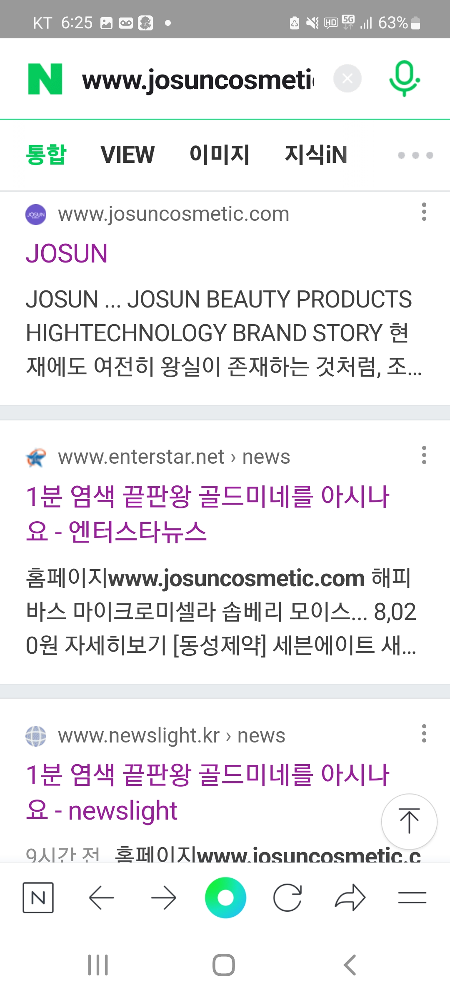 KT 6:25 HD 5G 63%
N www.josuncosmeti
통합 VIEW 이미지 지식iN
JOSUN www.josuncosmetic.com
JOSUN
JOSUN ... JOSUN BEAUTY PRODUCTS
HIGHTECHNOLOGY BRAND STORY 현
재에도 여전히 왕실이 존재하는 것처럼, 조...
www.enterstar.net › news
1분 염색 끝판왕 골드미네를 아시나
요 - 엔터스타뉴스
홈페이지www.josuncosmetic.com 해피
바스 마이크로미셀라 솝베리 모이스... 8,02
0원 자세히보기 [동성제약] 세븐에이트 새...
www.newslight.kr › news
1분 염색 끝판왕 골드미네를 아시나
요 - newslight
9시간 전 홈페이지www.josuncosmetic.c
N